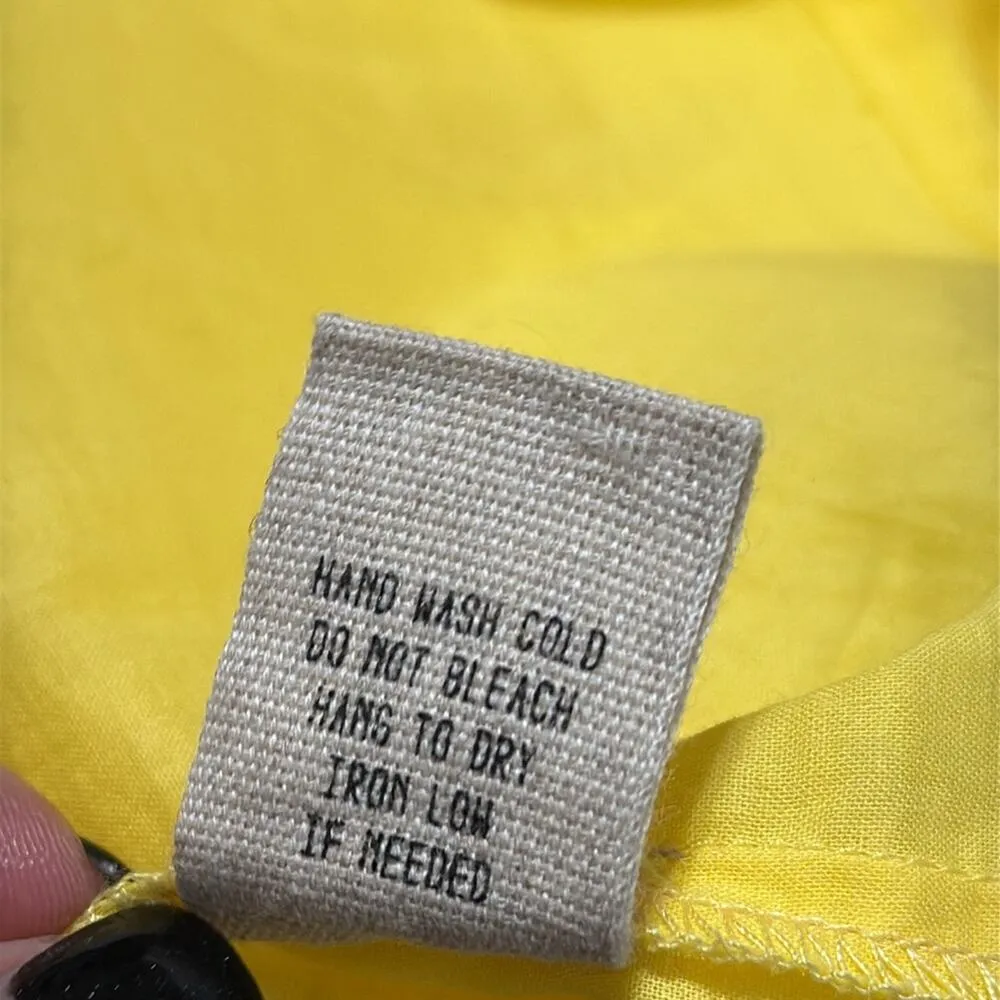 HAND WASH COLD
DO NOT BLEACH
HANG TO DRY
IRON LOW
IF NEEDED